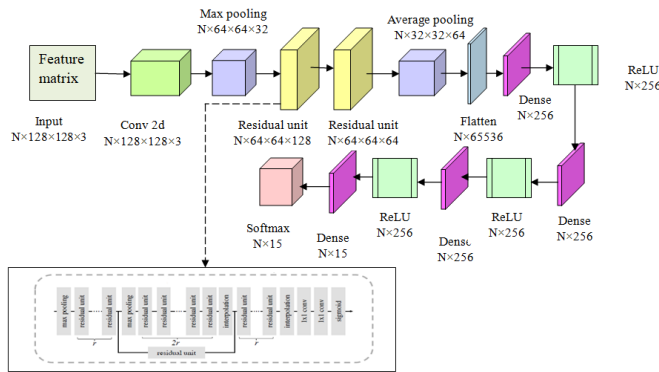 Max pooling
N×64×64×32
Average pooling
N×32×32×64
Feature
matrix
Input
N×128×128×3
Conv 2d
N×128×128×3
Residual unit
N×64×64×128
Residual unit
N×64×64×64
Flatten
N×65536
Dense
N×256
ReLU
N×256
Dense
N×256
ReLU
N×256
Dense
N×256
ReLU
N×256
Dense
N×15
Softmax
N×15
max pooling
residual unit
residual unit
max pooling
residual unit
residual unit
residual unit
residual unit
interpolation
residual unit
residual unit
interpolation
1x1 conv
1x1 conv
sigmoid
r
2r
r
residual unit